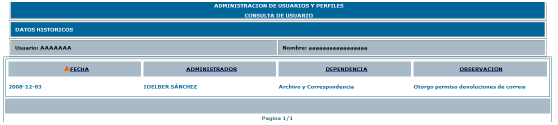 ADMINISTRACION DE USUARIOS Y PERFILES
CONSULTA DE USUARIO
DATOS HISTORICOS
Usuario: AAAAAAA Nombre: aaaaaaaaaaaaaaaaa
FECHA ADMINISTRADOR DEPENDENCIA OBSERVACION
2008-12-03 IDELBER SÁNCHEZ Archivo y Correspondencia Otorgo permiso devoluciones de correo
Pagina 1/1